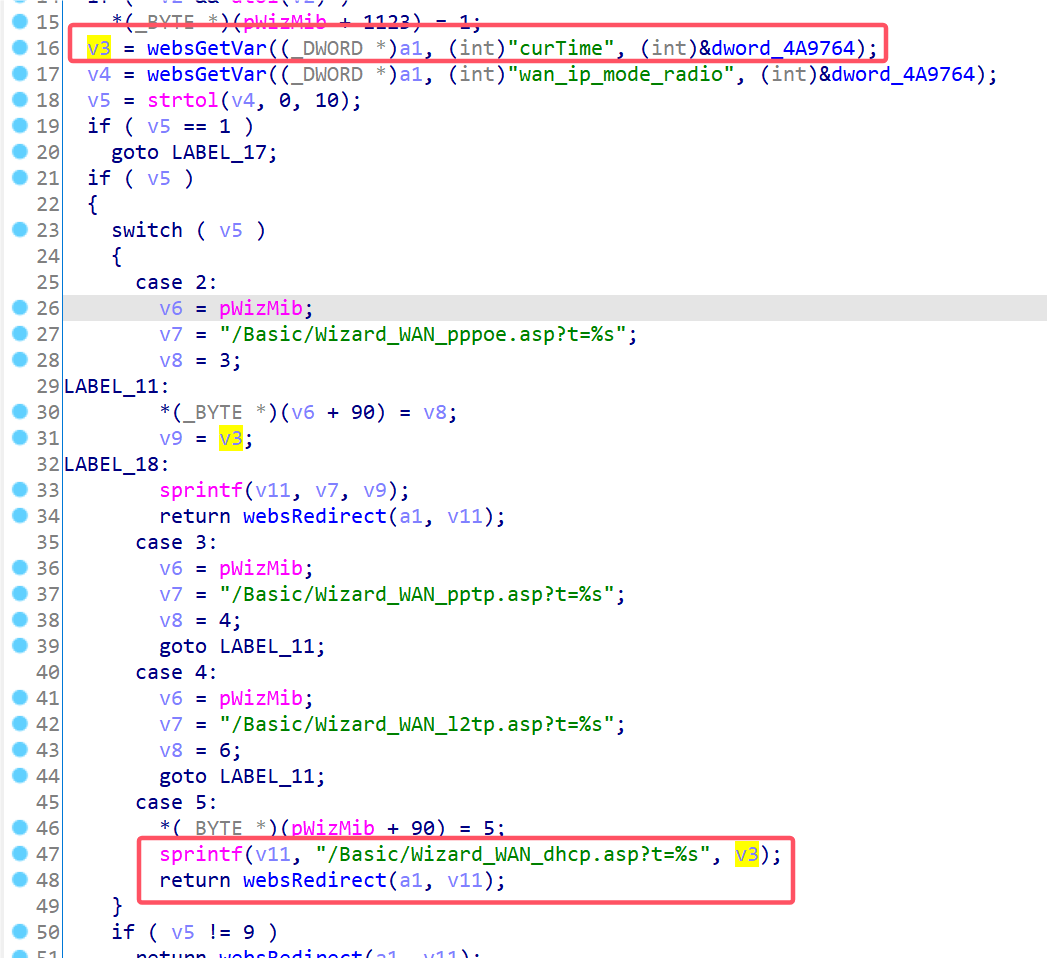 15 *(_BYTE *)(pWizMib + 1123) = 1;
16 v3 = websGetVar((_DWORD *)a1, (int)"curTime", (int)&dword_4A9764);
17 v4 = websGetVar((_DWORD *)a1, (int)"wan_ip_mode_radio", (int)&dword_4A9764);
18 v5 = strtol(v4, 0, 10);
19 if ( v5 == 1 )
20 goto LABEL_17;
21 if ( v5 )
22 {
23 switch ( v5 )
24 {
25 case 2:
26 v6 = pWizMib;
27 v7 = "/Basic/Wizard_WAN_pppoe.asp?t=%s";
28 v8 = 3;
29 LABEL_11:
30 *(_BYTE *)(v6 + 90) = v8;
31 v9 = v3;
32 LABEL_18:
33 sprintf(v11, v7, v9);
34 return websRedirect(a1, v11);
35 case 3:
36 v6 = pWizMib;
37 v7 = "/Basic/Wizard_WAN_pptp.asp?t=%s";
38 v8 = 4;
39 goto LABEL_11;
40 case 4:
41 v6 = pWizMib;
42 v7 = "/Basic/Wizard_WAN_l2tp.asp?t=%s";
43 v8 = 6;
44 goto LABEL_11;
45 case 5:
46 *(_BYTE *)(pWizMib + 90) = 5;
47 sprintf(v11, "/Basic/Wizard_WAN_dhcp.asp?t=%s", v3);
48 return websRedirect(a1, v11);
49 }
50 if ( v5 != 9 )
51 return websRedirect(a1, v11);